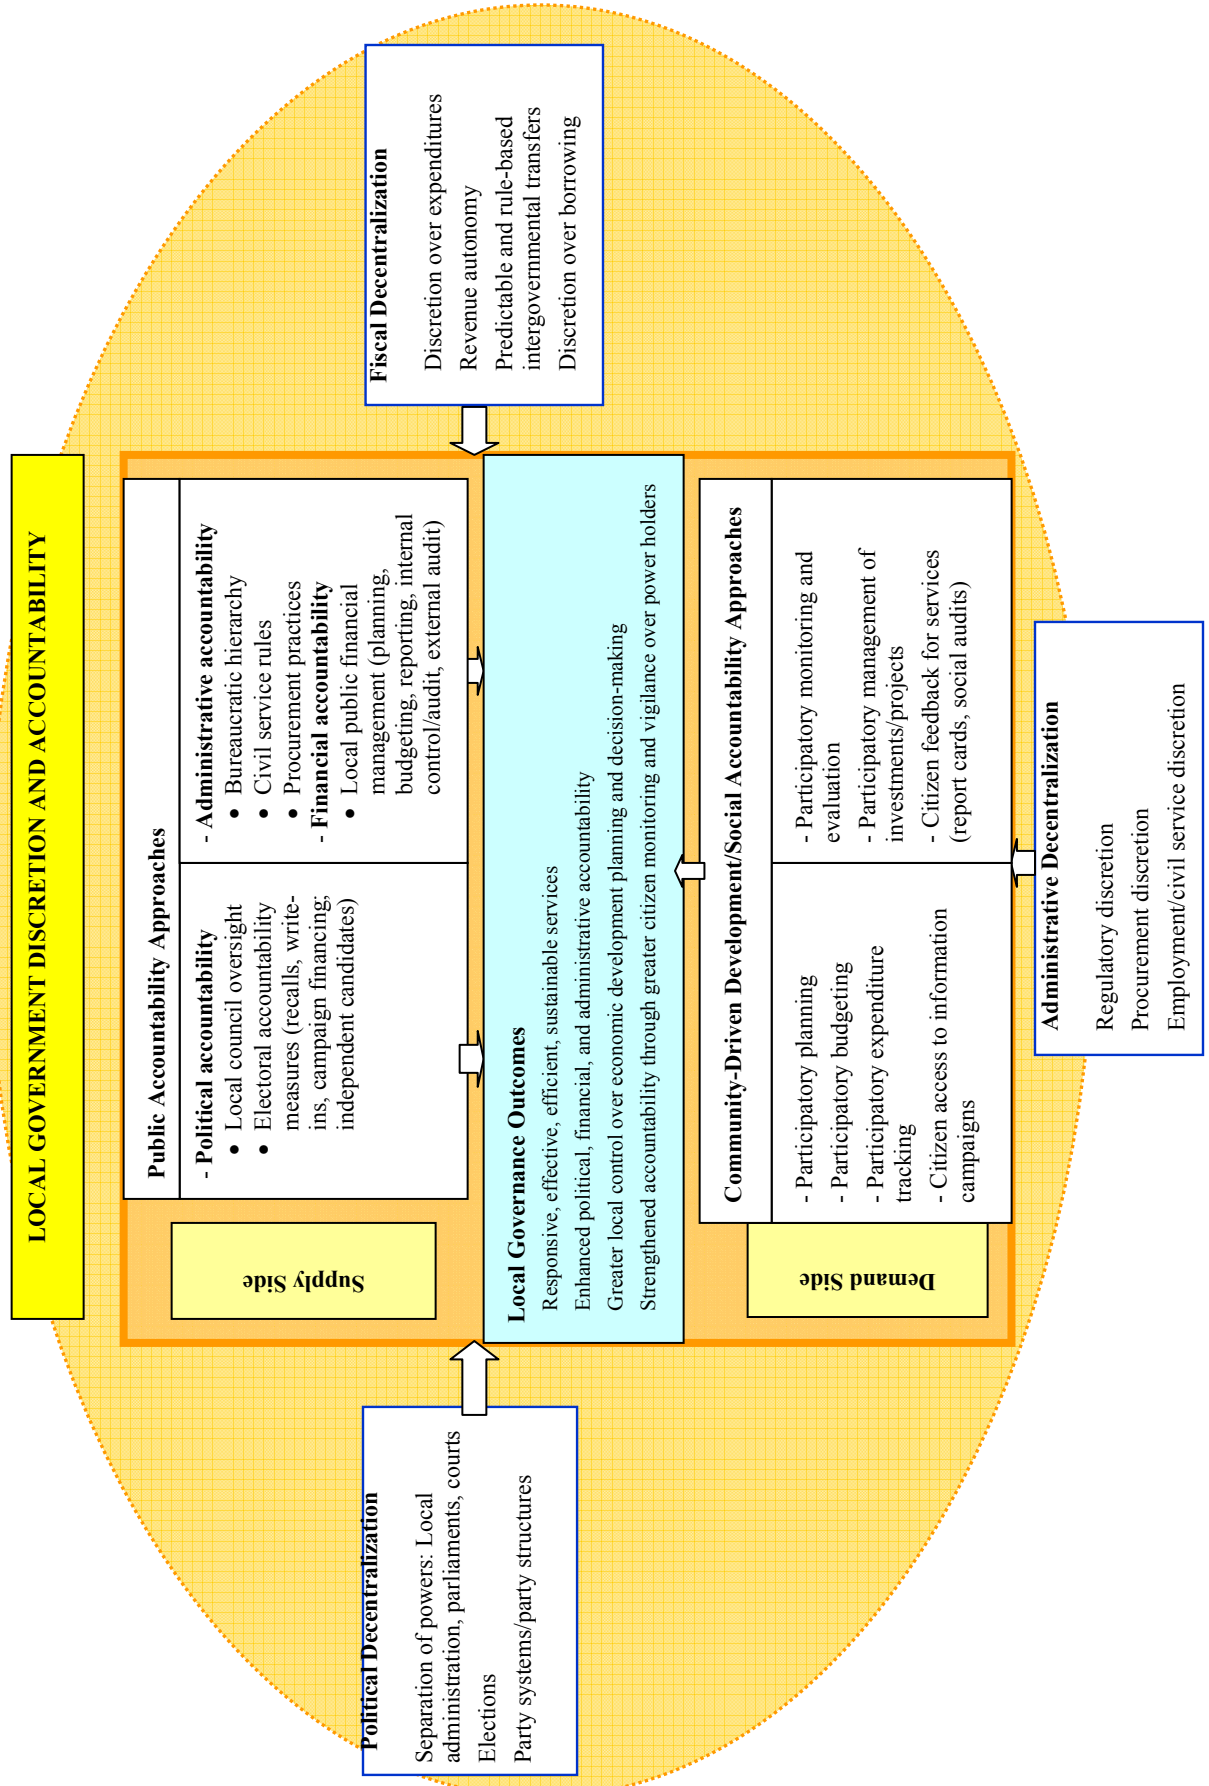 LOCAL GOVERNMENT DISCRETION AND ACCOUNTABILITY
Public Accountability Approaches
- Political accountability
• Local council oversight
• Electoral accountability
measures (recalls, write-
ins, campaign financing,
independent candidates)
- Administrative accountability
• Bureaucratic hierarchy
• Civil service rules
• Procurement practices
- Financial accountability
• Local public financial
management (planning,
budgeting, reporting, internal
control/audit, external audit)
Supply Side
Political Decentralization
Separation of powers: Local
administration, parliaments, courts
Elections
Party systems/party structures
Local Governance Outcomes
Responsive, effective, efficient, sustainable services
Enhanced political, financial, and administrative accountability
Greater local control over economic development planning and decision-making
Strengthened accountability through greater citizen monitoring and vigilance over power holders
Fiscal Decentralization
Discretion over expenditures
Revenue autonomy
Predictable and rule-based
intergovernmental transfers
Discretion over borrowing
Demand Side
Community-Driven Development/Social Accountability Approaches
- Participatory planning
- Participatory budgeting
- Participatory expenditure
tracking
- Citizen access to information
campaigns
- Participatory monitoring and
evaluation
- Participatory management of
investments/projects
- Citizen feedback for services
(report cards, social audits)
Administrative Decentralization
Regulatory discretion
Procurement discretion
Employment/civil service discretion